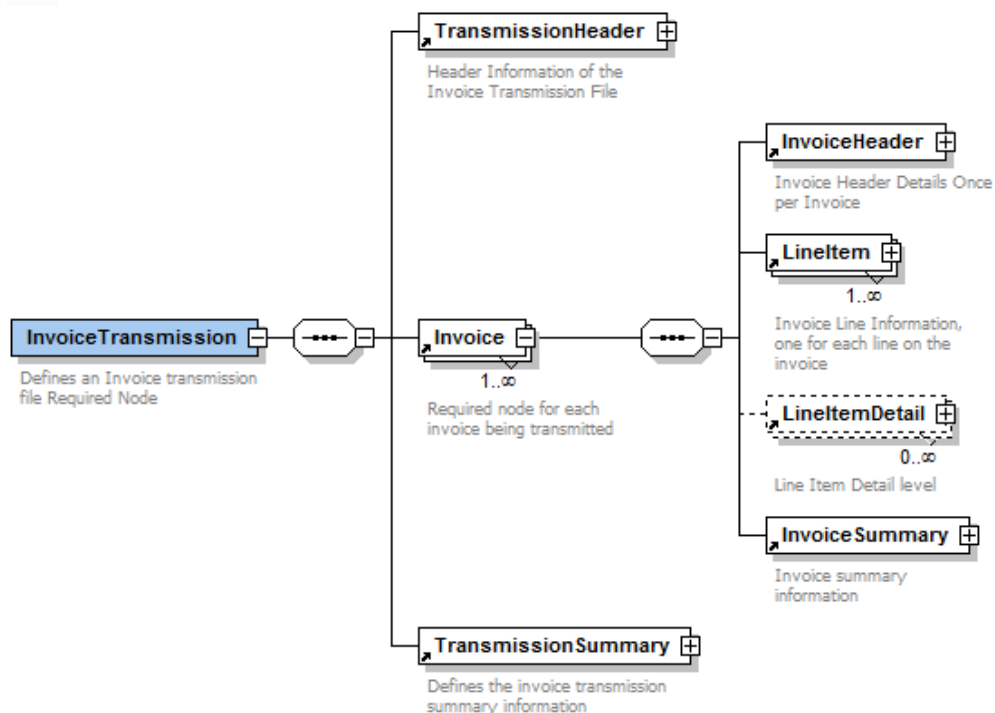 TransmissionHeader
Header Information of the
Invoice Transmission File
InvoiceHeader
Invoice Header Details Once
per Invoice
LineItem
1..∞
Invoice Line Information,
one for each line on the
invoice
InvoiceTransmission
Defines an Invoice transmission
file Required Node
Invoice
1..∞
Required node for each
invoice being transmitted
LineItemDetail
0..∞
Line Item Detail level
InvoiceSummary
Invoice summary
information
TransmissionSummary
Defines the invoice transmission
summary information